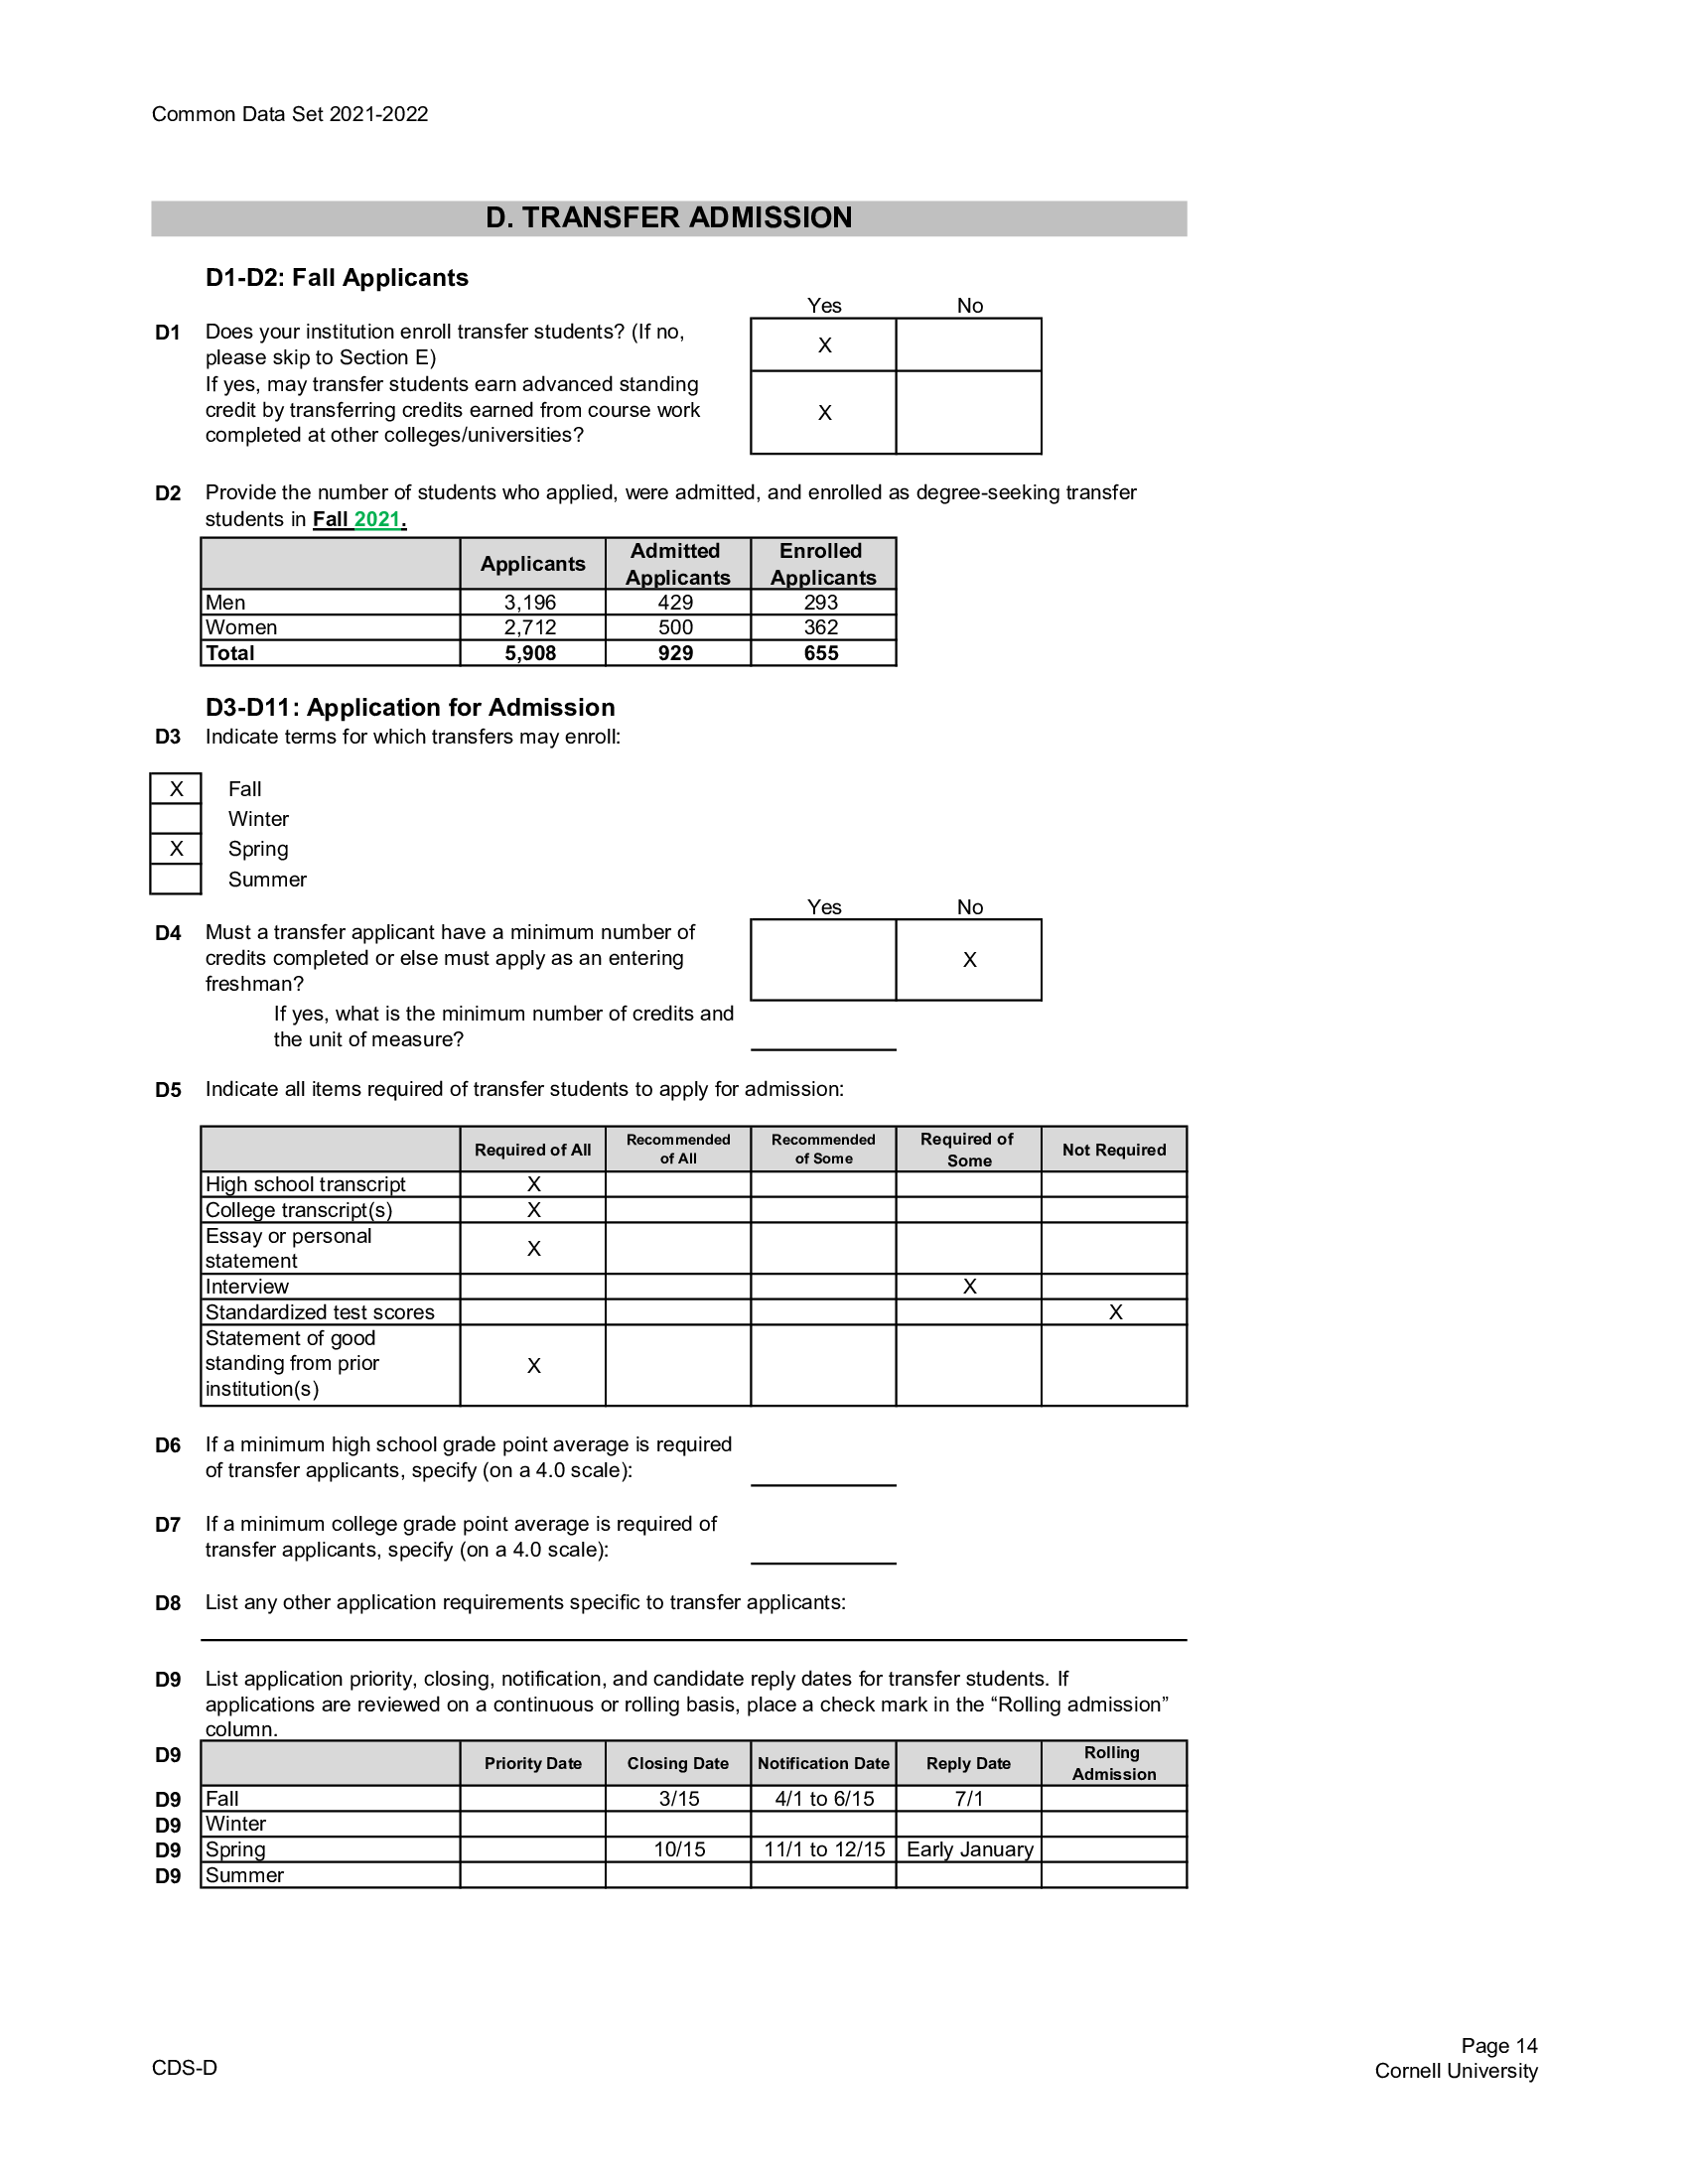 Common Data Set 2021-2022
D. TRANSFER ADMISSION
D1-D2: Fall Applicants
Yes No
D1 Does your institution enroll transfer students? (If no,
please skip to Section E)
X
If yes, may transfer students earn advanced standing
credit by transferring credits earned from course work
completed at other colleges/universities?
X
D2 Provide the number of students who applied, were admitted, and enrolled as degree-seeking transfer
students in Fall 2021.
Applicants Admitted Applicants Enrolled Applicants
Men 3,196 429 293
Women 2,712 500 362
Total 5,908 929 655
D3-D11: Application for Admission
D3 Indicate terms for which transfers may enroll:
X Fall
Winter
X Spring
Summer
Yes No
D4 Must a transfer applicant have a minimum number of
credits completed or else must apply as an entering
freshman?
X
If yes, what is the minimum number of credits and
the unit of measure?
D5 Indicate all items required of transfer students to apply for admission:
Required of All Recommended of All Recommended of Some Required of Some Not Required
High school transcript X
College transcript(s) X
Essay or personal
statement
X
Interview X
Standardized test scores X
Statement of good
standing from prior
institution(s)
X
D6 If a minimum high school grade point average is required
of transfer applicants, specify (on a 4.0 scale):
D7 If a minimum college grade point average is required of
transfer applicants, specify (on a 4.0 scale):
D8 List any other application requirements specific to transfer applicants:
D9 List application priority, closing, notification, and candidate reply dates for transfer students. If
applications are reviewed on a continuous or rolling basis, place a check mark in the “Rolling admission”
column.
D9 Priority Date Closing Date Notification Date Reply Date Rolling Admission
D9 Fall 3/15 4/1 to 6/15 7/1
D9 Winter
D9 Spring 10/15 11/1 to 12/15 Early January
D9 Summer
Page 14
CDS-D Cornell University